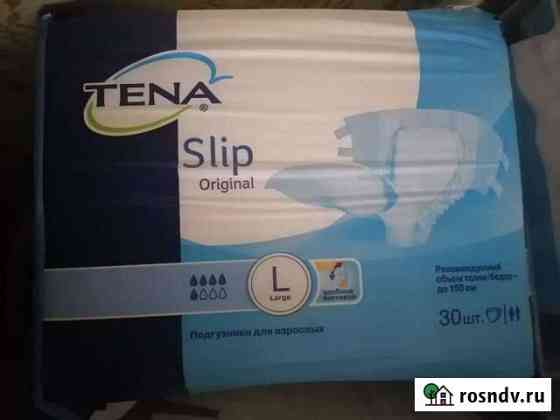 TENA®
Slip
Original
L
Large
Подгузники для взрослых
Рекомендуемый
объем талии/бедер -
до 150 см
30шт.
rosndv.ru